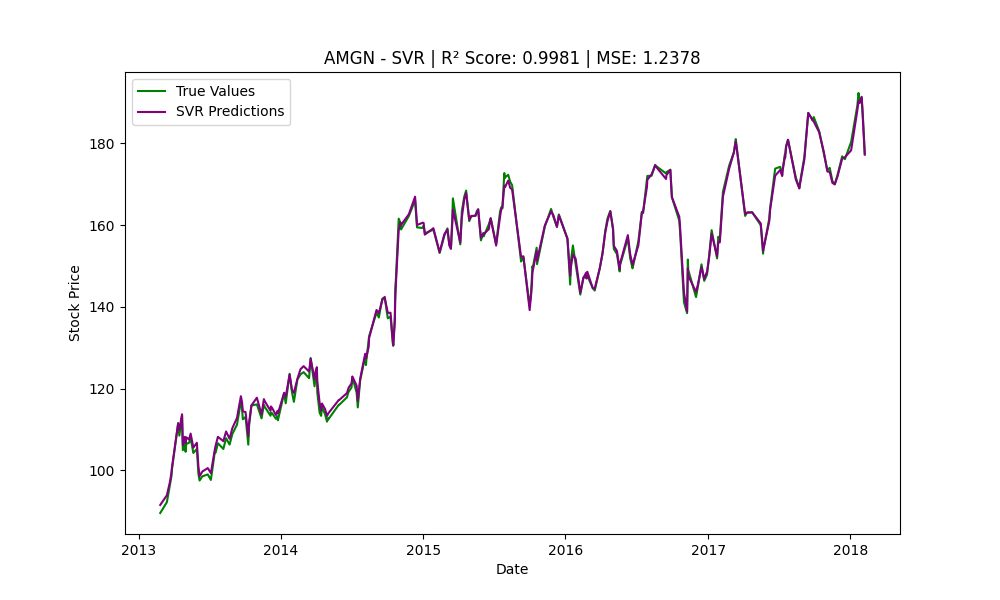 AMGN - SVR | R² Score: 0.9981 | MSE: 1.2378
True Values
SVR Predictions
Stock Price
180
160
140
120
100
2013 2014 2015 2016 2017 2018
Date